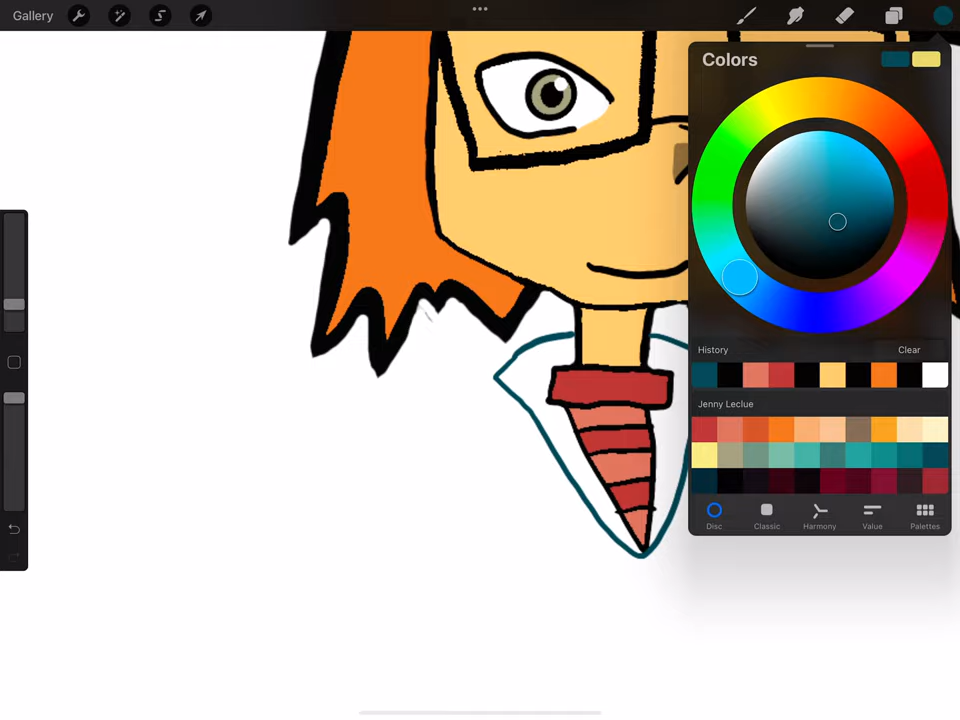 Gallery
Colors
History Clear
Jenny Leclue
Disc Classic Harmony Value Palettes